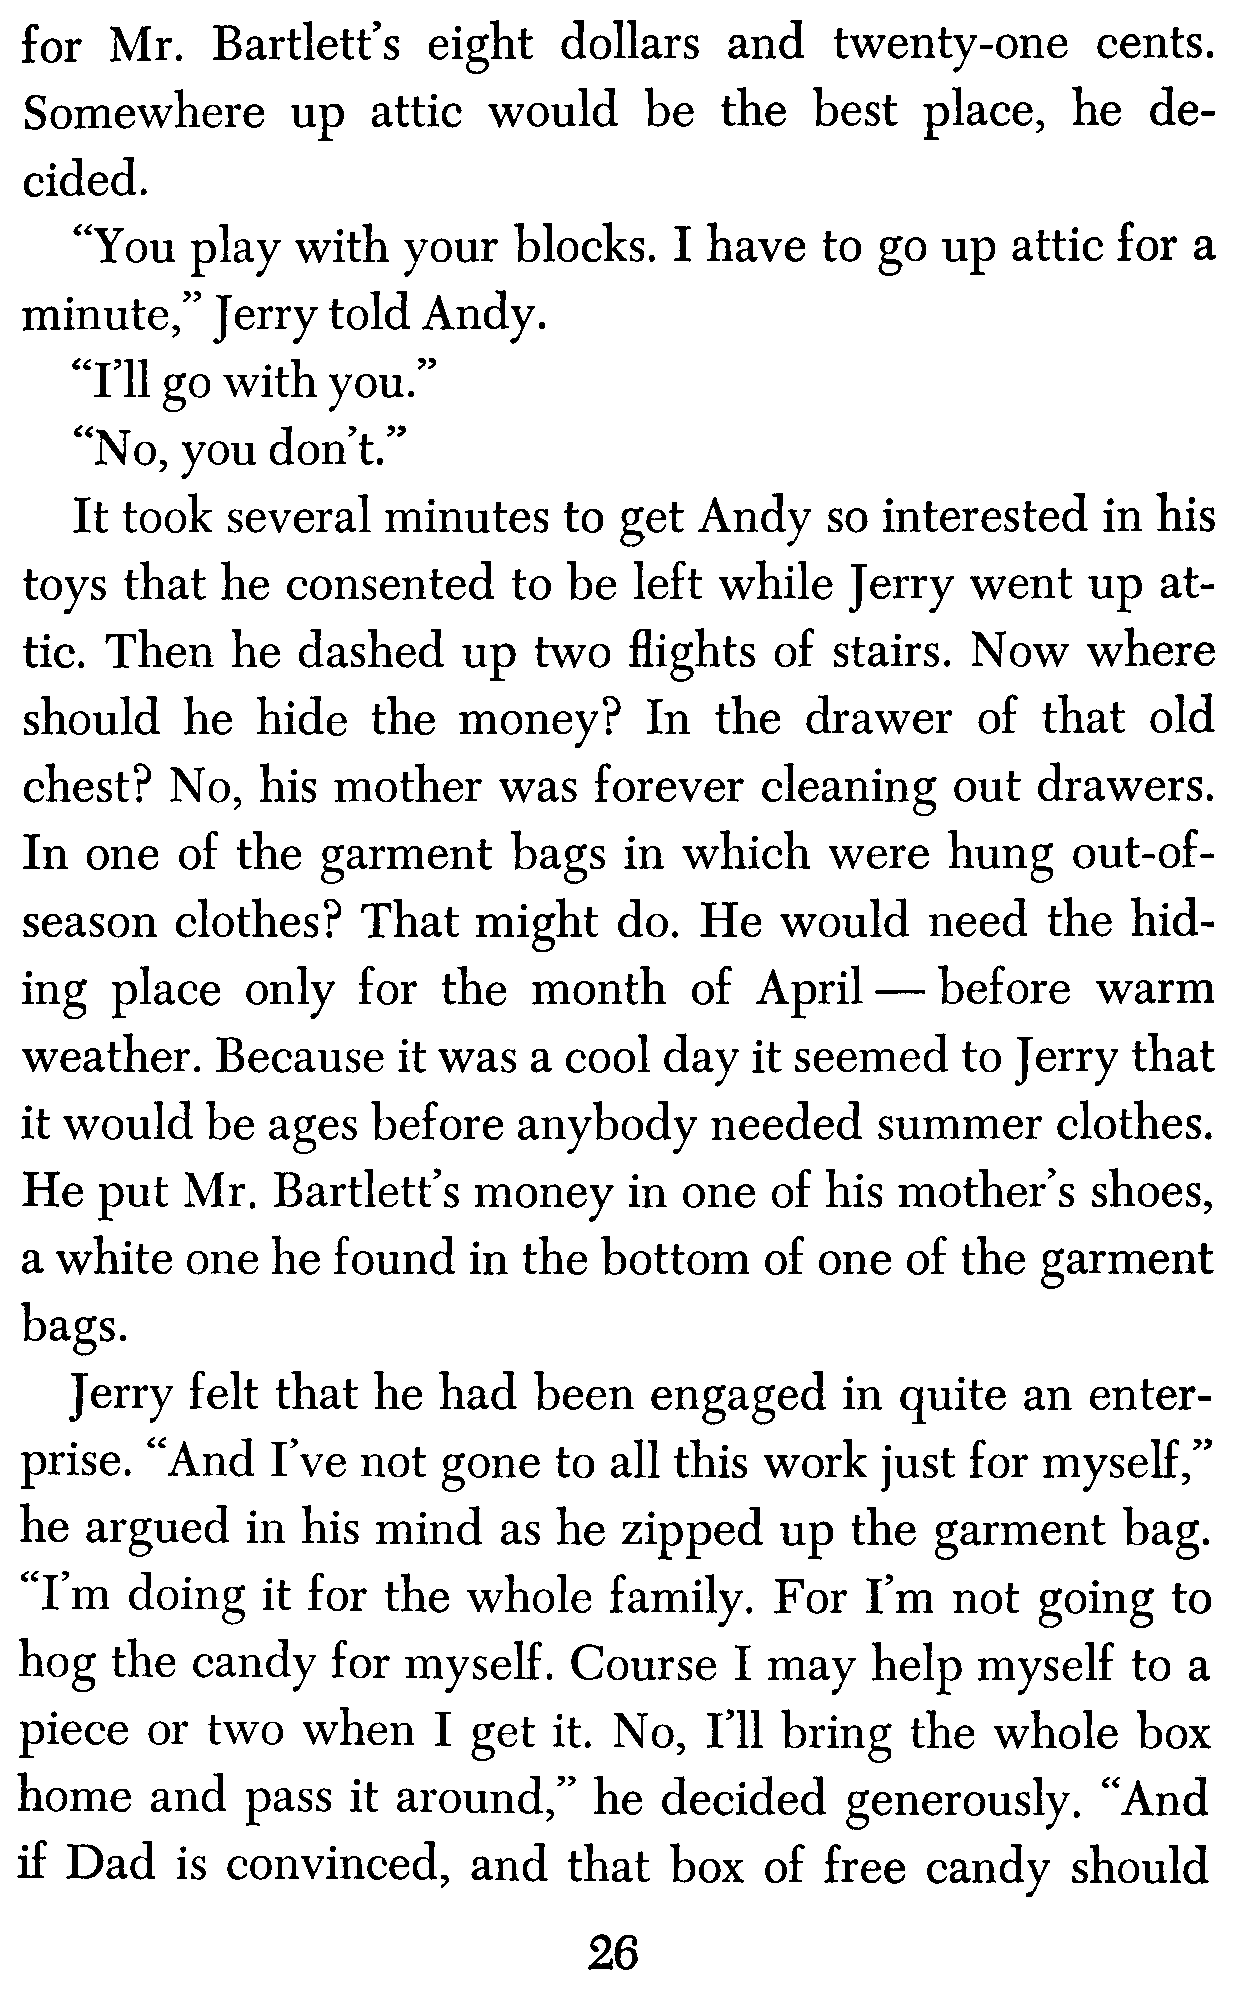 for Mr. Bartlett's eight dollars and twenty-one cents.
Somewhere up attic would be the best place, he de-
cided.
“You play with your blocks. I have to go up attic for a
minute,” Jerry told Andy.
“I'll go with you.”
“No, you don't.”
It took several minutes to get Andy so interested in his
toys that he consented to be left while Jerry went up at-
tic. Then he dashed up two flights of stairs. Now where
should he hide the money? In the drawer of that old
chest? No, his mother was forever cleaning out drawers.
In one of the garment bags in which were hung out-of-
season clothes? That might do. He would need the hid-
ing place only for the month of April — before warm
weather. Because it was a cool day it seemed to Jerry that
it would be ages before anybody needed summer clothes.
He put Mr. Bartlett's money in one of his mother's shoes,
a white one he found in the bottom of one of the garment
bags.
Jerry felt that he had been engaged in quite an enter-
prise. “And I've not gone to all this work just for myself,”
he argued in his mind as he zipped up the garment bag.
“I'm doing it for the whole family. For I'm not going to
hog the candy for myself. Course I may help myself to a
piece or two when I get it. No, I'll bring the whole box
home and pass it around,” he decided generously. “And
if Dad is convinced, and that box of free candy should
26